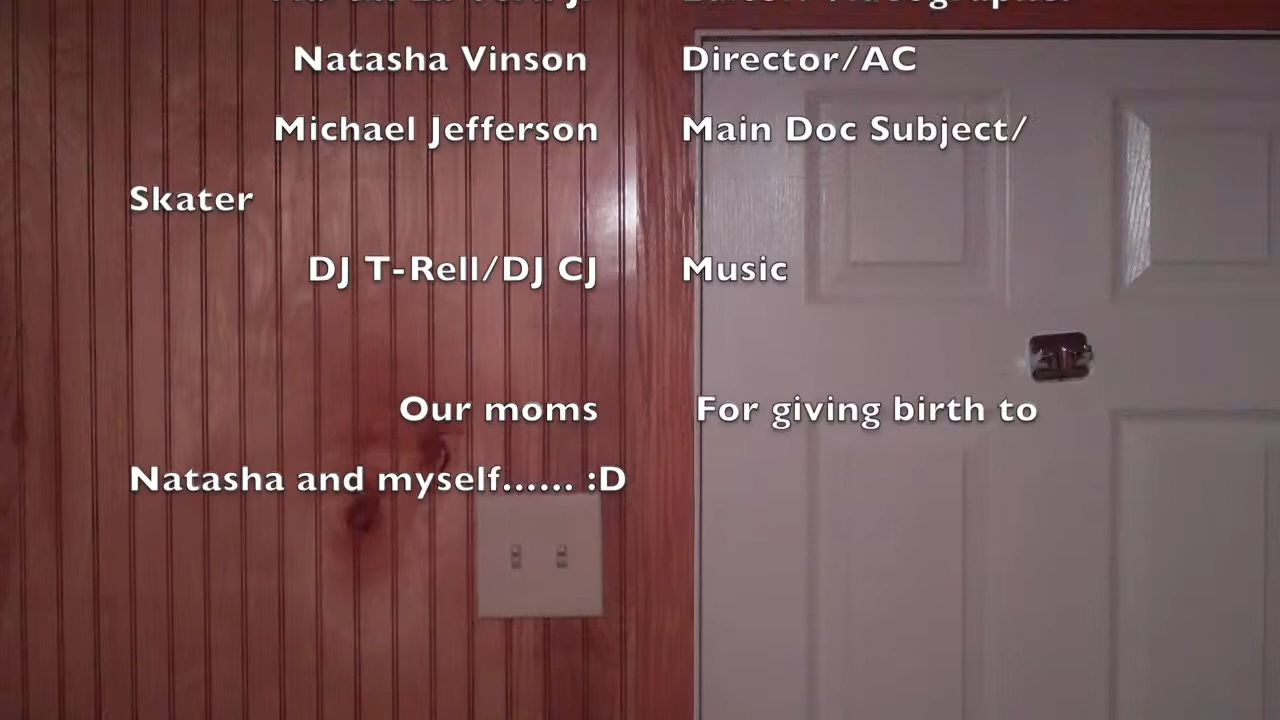 Natasha Vinson Director/AC
Michael Jefferson Main Doc Subject/
Skater
DJ T-Rell/DJ CJ Music
Our moms For giving birth to
Natasha and myself...... :D